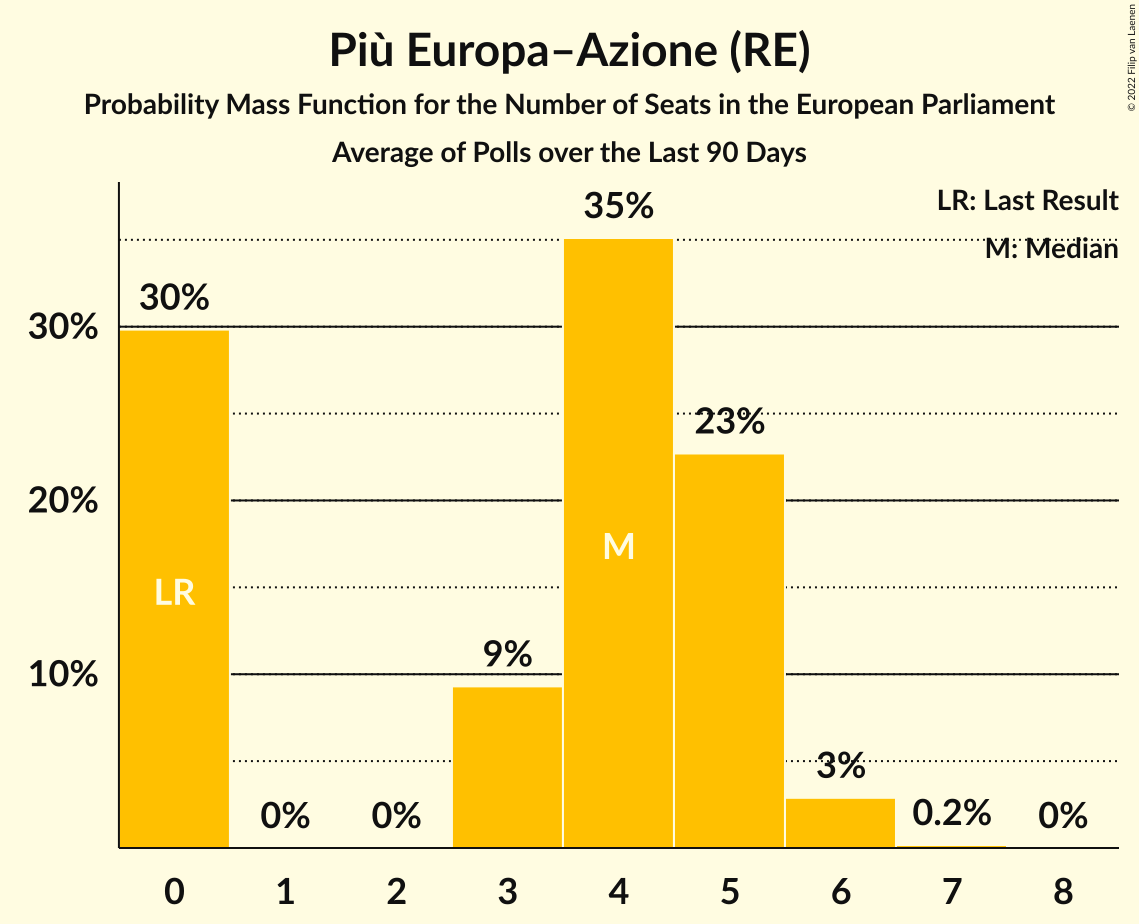 Più Europa–Azione (RE)
Probability Mass Function for the Number of Seats in the European Parliament
Average of Polls over the Last 90 Days
© 2022 Filip van Laenen
LR: Last Result
M: Median
35%
30%
30%
23%
20%
M
LR
9%
10%
3%
0%
0%
0.2%
0%
0 1 2 3 4 5 6 7 8